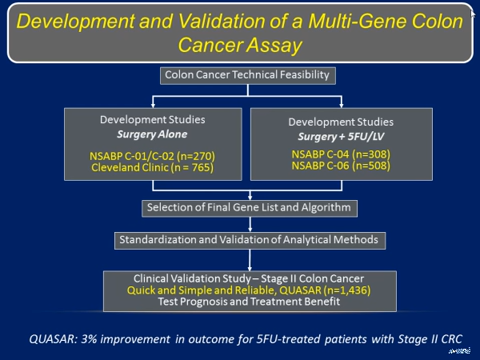 Development and Validation of a Multi-Gene Colon
Cancer Assay
Colon Cancer Technical Feasibility
Development Studies
Surgery Alone
NSABP C-01/C-02 (n=270)
Cleveland Clinic (n = 765)
Development Studies
Surgery + 5FU/LV
NSABP C-04 (n=308)
NSABP C-06 (n=508)
Selection of Final Gene List and Algorithm
Standardization and Validation of Analytical Methods
Clinical Validation Study – Stage II Colon Cancer
Quick and Simple and Reliable, QUASAR (n=1,436)
Test Prognosis and Treatment Benefit
QUASAR: 3% improvement in outcome for 5FU-treated patients with Stage II CRC